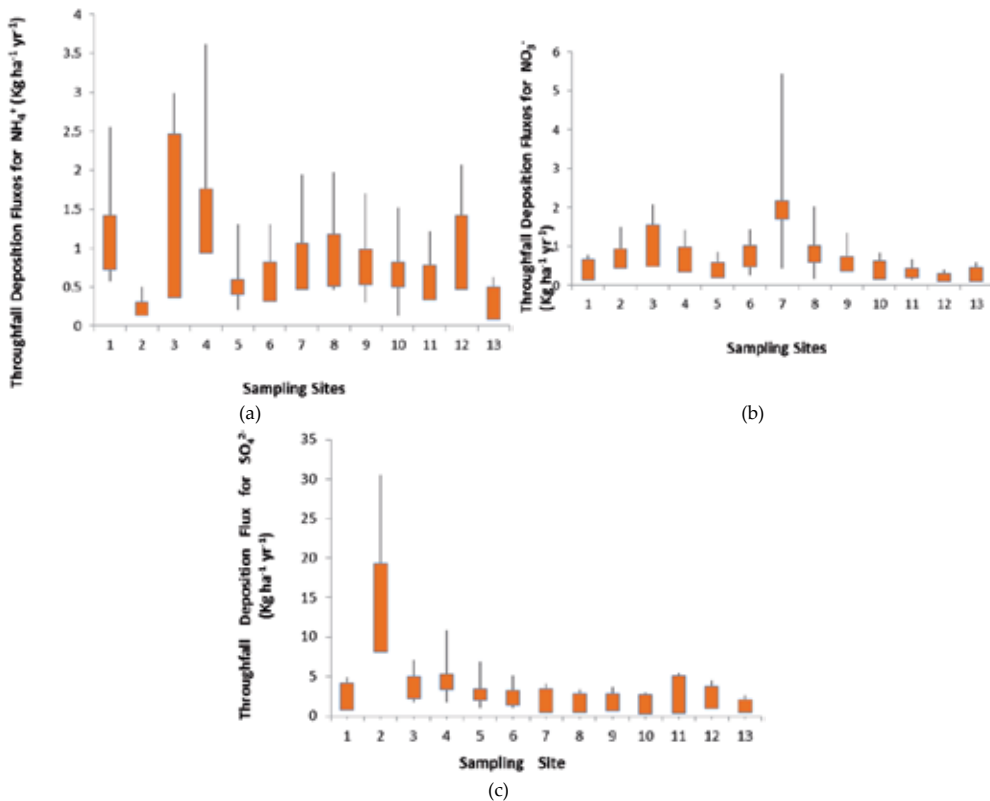 Throughfall Deposition Fluxes for NH₄⁺ (Kg ha⁻¹ yr⁻¹)
4
3.5
3
2.5
2
1.5
1
0.5
0
1 2 3 4 5 6 7 8 9 10 11 12 13
Sampling Sites
(a)
Throughfall Deposition Fluxes for NO₃⁻
(Kg ha⁻¹ yr⁻¹)
6
5
4
3
2
1
0
1 2 3 4 5 6 7 8 9 10 11 12 13
Sampling Sites
(b)
Throughfall Deposition Flux for SO₄²⁻
(Kg ha⁻¹ yr⁻¹)
35
30
25
20
15
10
5
0
1 2 3 4 5 6 7 8 9 10 11 12 13
Sampling Site
(c)